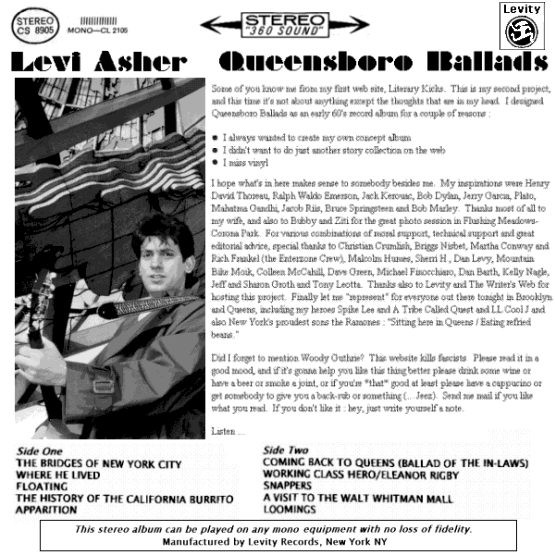 STEREO
CS 8905
MONO—CL 2105
STEREO
"360 SOUND"
Levity
Levi Asher Queensboro Ballads
Some of you know me from my first web site, Literary Kicks. This is my second project,
and this time it's not about anything except the thoughts that are in my head. I designed
Queensboro Ballads as an early 60's record album for a couple of reasons :
I always wanted to create my own concept album
I didn't want to do just another story collection on the web
I miss vinyl
I hope what's in here makes sense to somebody besides me. My inspirations were Henry
David Thoreau, Ralph Waldo Emerson, Jack Kerouac, Bob Dylan, Jerry Garcia, Plato,
Mahatma Gandhi, Jacob Riis, Bruce Springsteen and Bob Marley. Thanks most of all to
my wife, and also to Bubby and Ziti for the great photo session in Flushing Meadows-
Corona Park. For various combinations of moral support, technical support and great
editorial advice, special thanks to Christian Crumlish, Briggs Nisbet, Martha Conway and
Rich Frankel (the Enterzone Crew), Malcolm Humes, Sherri H., Dan Levy, Mountain
Bike Moik, Colleen McCahill, Dave Green, Michael Finocchiaro, Dan Barth, Kelly Nagle,
Jeff and Sharon Groth and Tony Leotta. Thanks also to Levity and The Writer's Web for
hosting this project. Finally let me "represent" for everyone out there tonight in Brooklyn
and Queens, including my heroes Spike Lee and A Tribe Called Quest and LL Cool J and
also New York's proudest sons the Ramones : "Sitting here in Queens / Eating refried
beans."
Did I forget to mention Woody Guthrie? This website kills fascists. Please read it in a
good mood, and if it's gonna help you like this thing better please drink some wine or
have a beer or smoke a joint, or if you're *that* good at least please have a cappucino or
get somebody to give you a back-rub or something (... Jeez). Send me mail if you like
what you read. If you don't like it : hey, just write yourself a note.
Listen ...
Side One
THE BRIDGES OF NEW YORK CITY
WHERE HE LIVED
FLOATING
THE HISTORY OF THE CALIFORNIA BURRITO
APPARITION
Side Two
COMING BACK TO QUEENS (BALLAD OF THE IN-LAWS)
WORKING CLASS HERO/ELEANOR RIGBY
SNAPPERS
A VISIT TO THE WALT WHITMAN MALL
LOOMINGS
This stereo album can be played on any mono equipment with no loss of fidelity.
Manufactured by Levity Records, New York NY